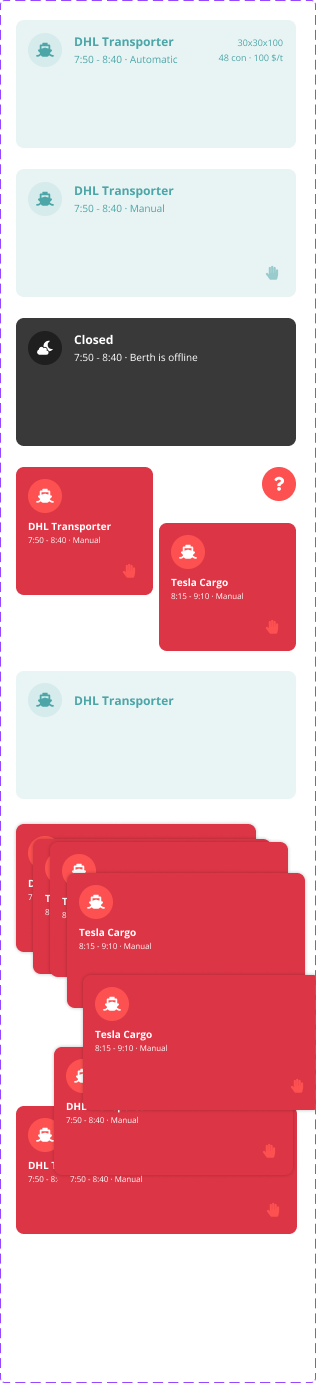 DHL Transporter
30x30x100
7:50 - 8:40 · Automatic
48 con · 100 $/t
DHL Transporter
7:50 - 8:40 · Manual
Closed
7:50 - 8:40 · Berth is offline
?
DHL Transporter
7:50 - 8:40 · Manual
Tesla Cargo
8:15 - 9:10 · Manual
DHL Transporter
D
7
T
8
T
8
Tesla Cargo
8:15 - 9:10 · Manual
Tesla Cargo
8:15 - 9:10 · Manual
DHL
7:50 - 8:40 · Manual
DHL T
7:50 - 8:
7:50 - 8:40 · Manual